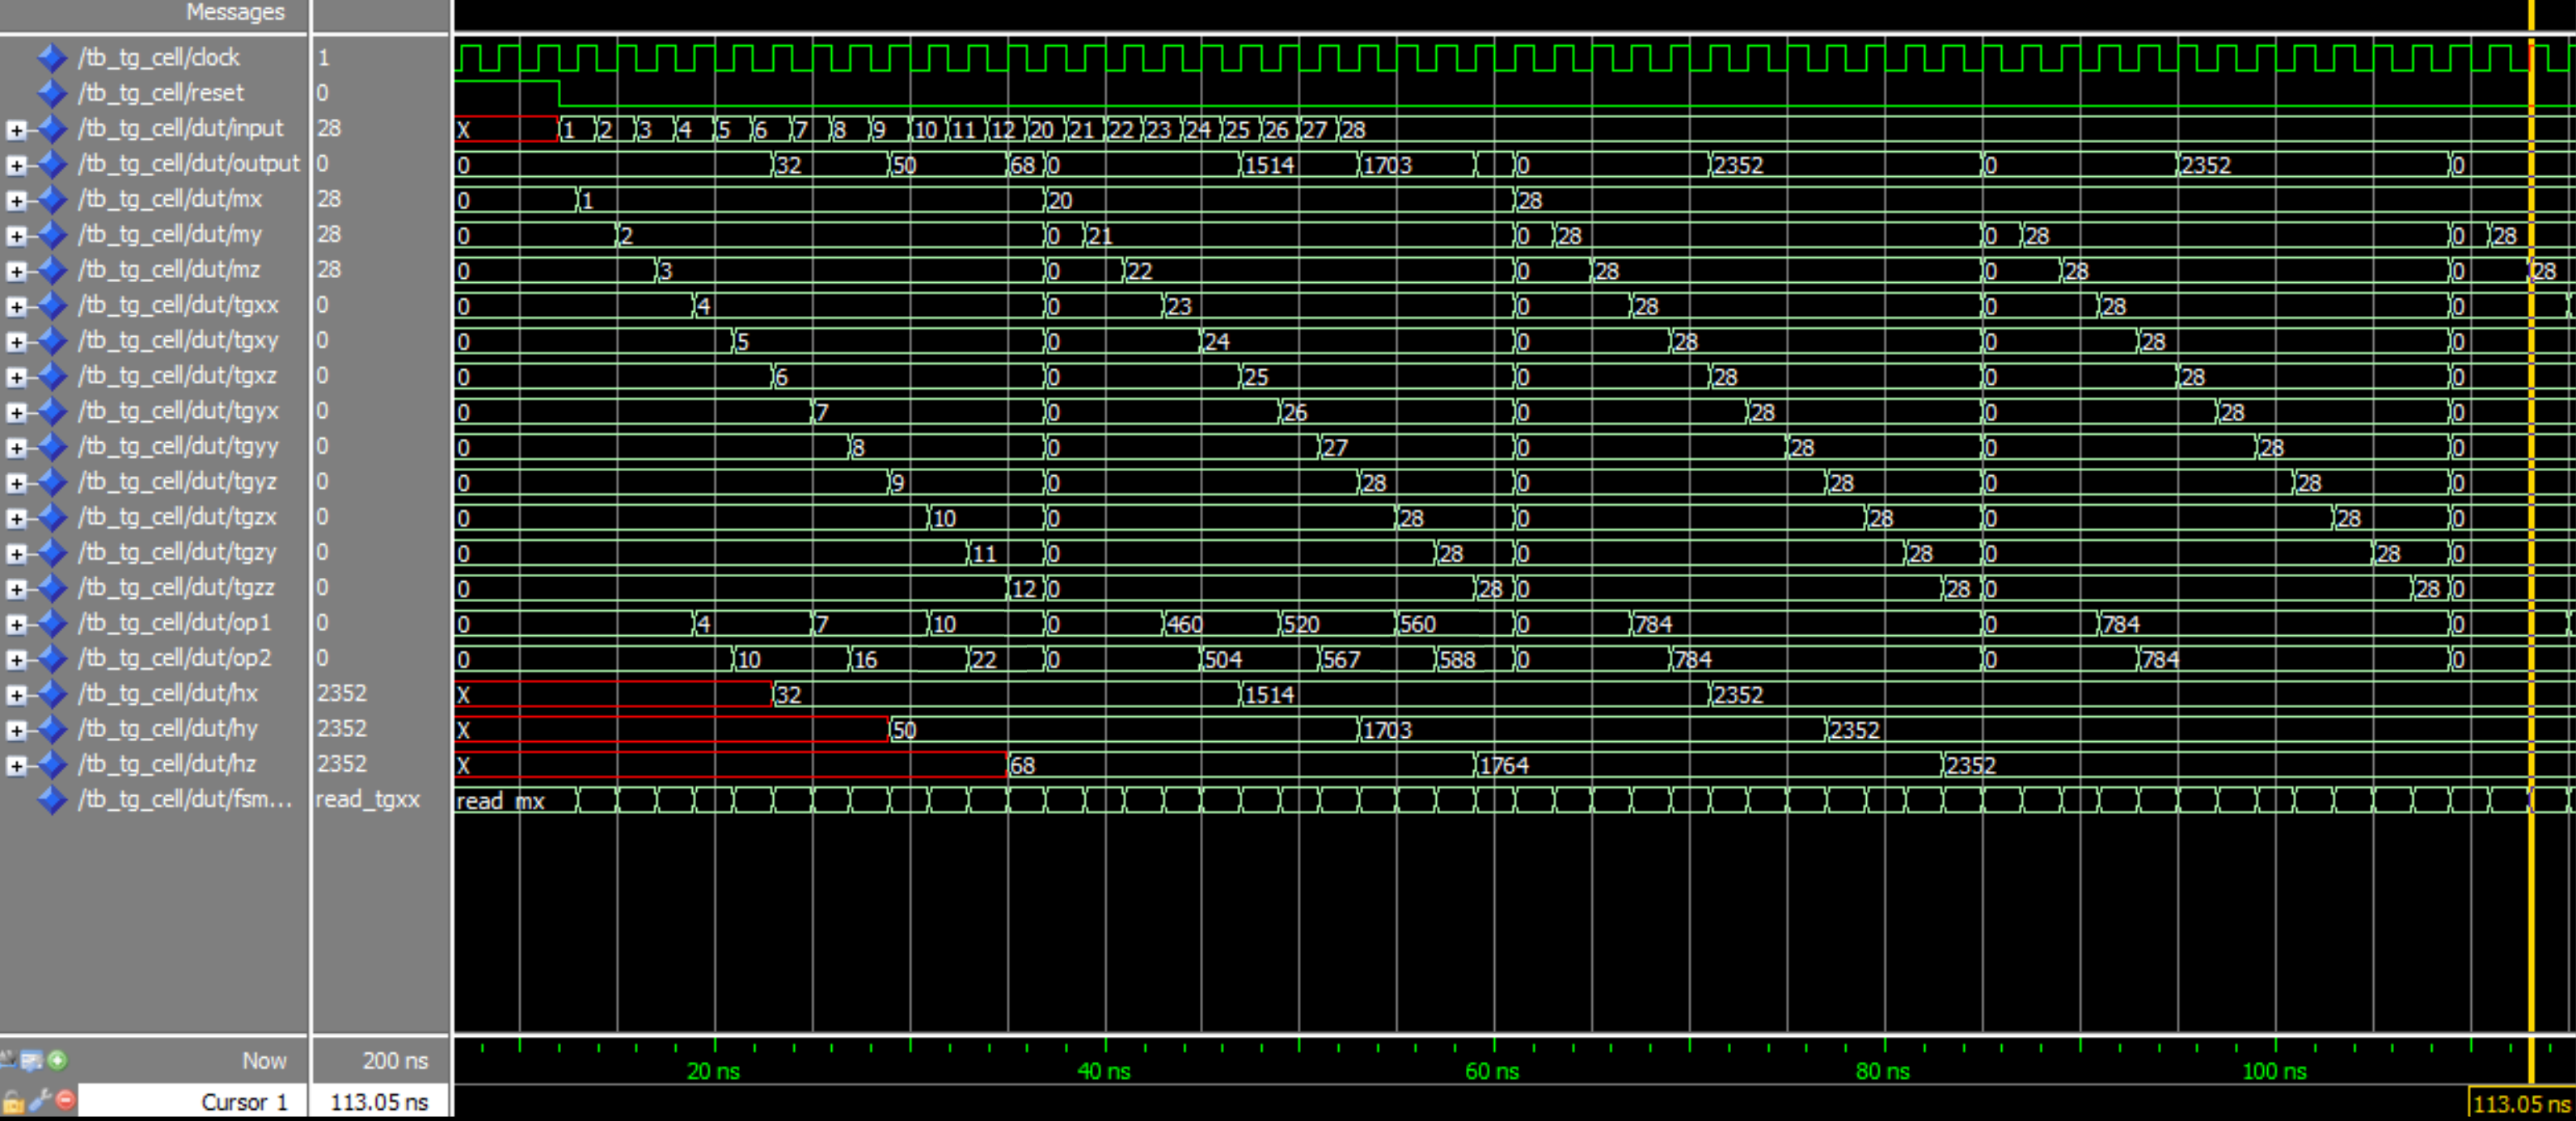 Messages
/tb_tg_cell/clock 1
/tb_tg_cell/reset 0
/tb_tg_cell/dut/input 28 X 1 2 3 4 5 6 7 8 9 10 11 12 20 21 22 23 24 25 26 27 28
/tb_tg_cell/dut/output 0 0 32 50 68 0 1514 1703 0 2352 0 2352 0
/tb_tg_cell/dut/mx 28 0 1 20 28
/tb_tg_cell/dut/my 28 0 2 0 21 0 28 0 28 0 28
/tb_tg_cell/dut/mz 28 0 3 0 22 0 28 0 28 0 28
/tb_tg_cell/dut/tgxx 0 0 4 0 23 0 28 0 28 0
/tb_tg_cell/dut/tgxy 0 0 5 0 24 0 28 0 28 0
/tb_tg_cell/dut/tgxz 0 0 6 0 25 0 28 0 28 0
/tb_tg_cell/dut/tgyx 0 0 7 0 26 0 28 0 28 0
/tb_tg_cell/dut/tgyy 0 0 8 0 27 0 28 0 28 0
/tb_tg_cell/dut/tgyz 0 0 9 0 28 0 28 0 28 0
/tb_tg_cell/dut/tgzx 0 0 10 0 28 0 28 0 28 0
/tb_tg_cell/dut/tgzy 0 0 11 0 28 0 28 0 28 0
/tb_tg_cell/dut/tgzz 0 0 12 0 28 0 28 0 28 0
/tb_tg_cell/dut/op1 0 0 4 7 10 0 460 520 560 0 784 0 784 0
/tb_tg_cell/dut/op2 0 0 10 16 22 0 504 567 588 0 784 0 784 0
/tb_tg_cell/dut/hx 2352 X 32 1514 2352
/tb_tg_cell/dut/hy 2352 X 50 1703 2352
/tb_tg_cell/dut/hz 2352 X 68 1764 2352
/tb_tg_cell/dut/fsm... read_tgxx read_mx
Now 200 ns 20 ns 40 ns 60 ns 80 ns 100 ns
Cursor 1 113.05 ns 113.05 ns